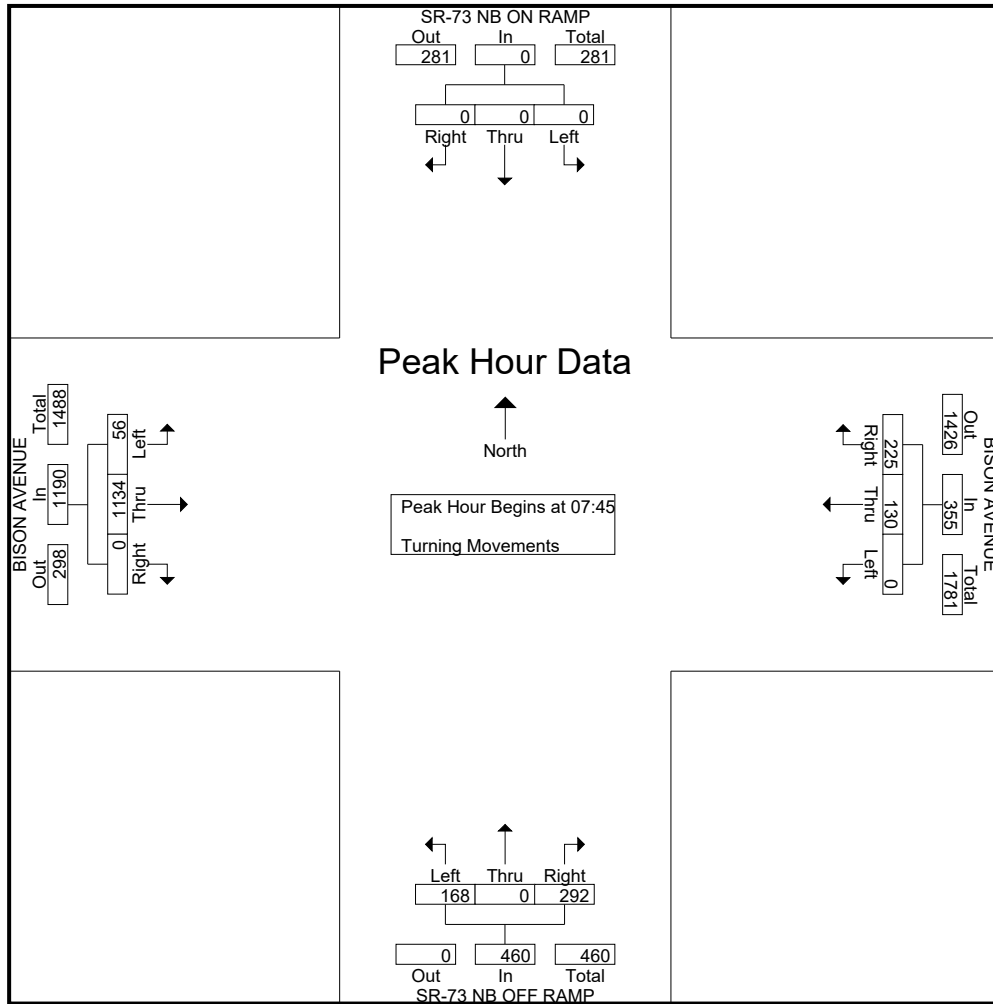 SR-73 NB ON RAMP
Out In Total
281 0 281
0 0 0
Right Thru Left
Peak Hour Data
North
Peak Hour Begins at 07:45
Turning Movements
BISON AVENUE
Out In Total
298 1190 1488
Right Thru Left
0 1134 56
BISON AVENUE
Out In Total
1426 355 1781
Right Thru Left
225 130 0
Left Thru Right
168 0 292
0 460 460
Out In Total
SR-73 NB OFF RAMP